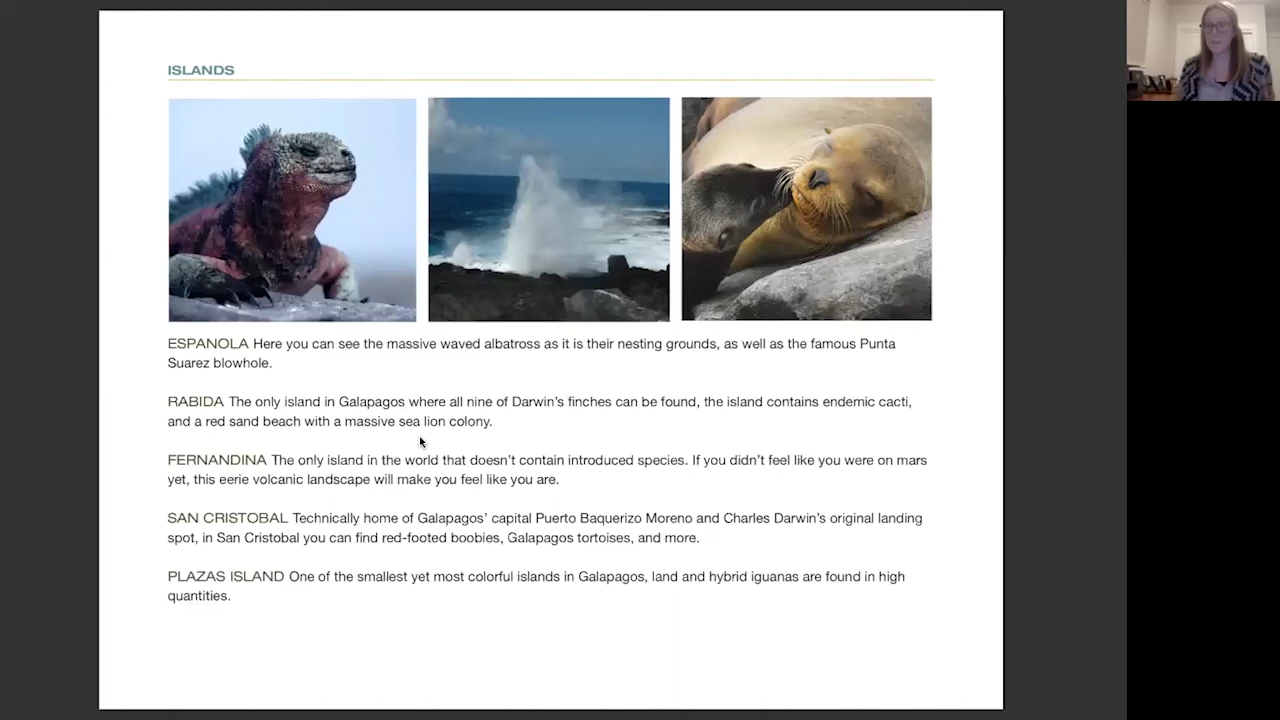 ISLANDS
ESPANOLA Here you can see the massive waved albatross as it is their nesting grounds, as well as the famous Punta
Suarez blowhole.
RABIDA The only island in Galapagos where all nine of Darwin's finches can be found, the island contains endemic cacti,
and a red sand beach with a massive sea lion colony.
FERNANDINA The only island in the world that doesn't contain introduced species. If you didn't feel like you were on mars
yet, this eerie volcanic landscape will make you feel like you are.
SAN CRISTOBAL Technically home of Galapagos' capital Puerto Baquerizo Moreno and Charles Darwin's original landing
spot, in San Cristobal you can find red-footed boobies, Galapagos tortoises, and more.
PLAZAS ISLAND One of the smallest yet most colorful islands in Galapagos, land and hybrid iguanas are found in high
quantities.